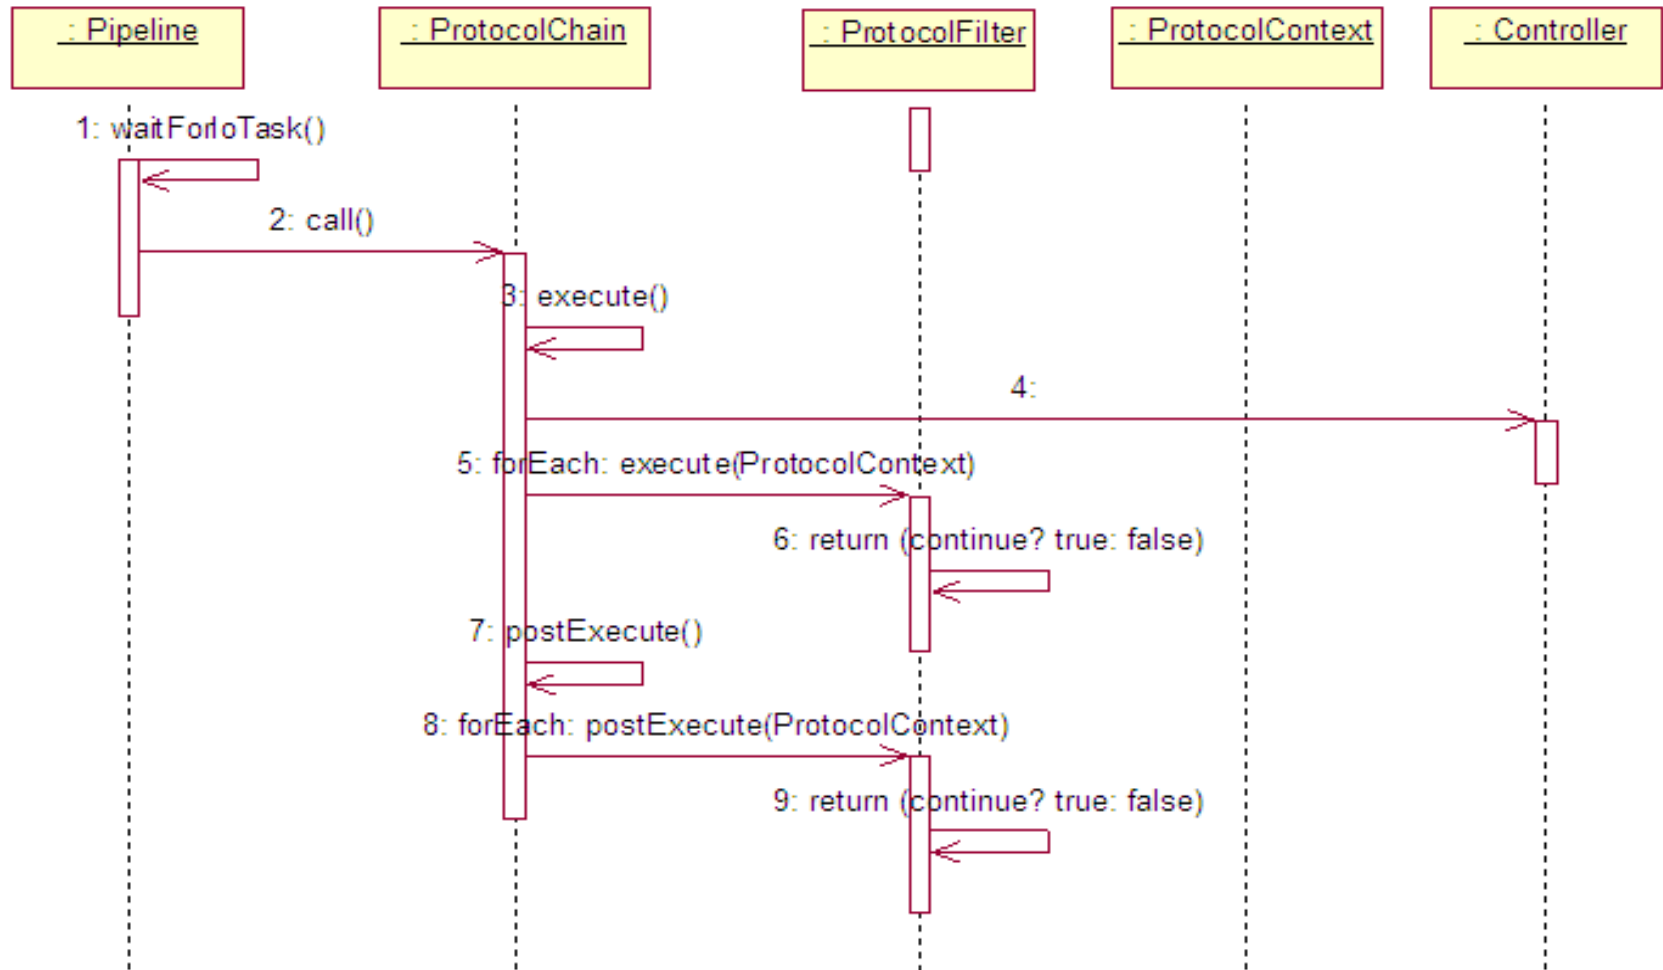 : Pipeline
: ProtocolChain
: ProtocolFilter
: ProtocolContext
: Controller
1: waitForIoTask()
2: call()
3: execute()
4:
5: forEach: execute(ProtocolContext)
6: return (continue? true: false)
7: postExecute()
8: forEach: postExecute(ProtocolContext)
9: return (continue? true: false)